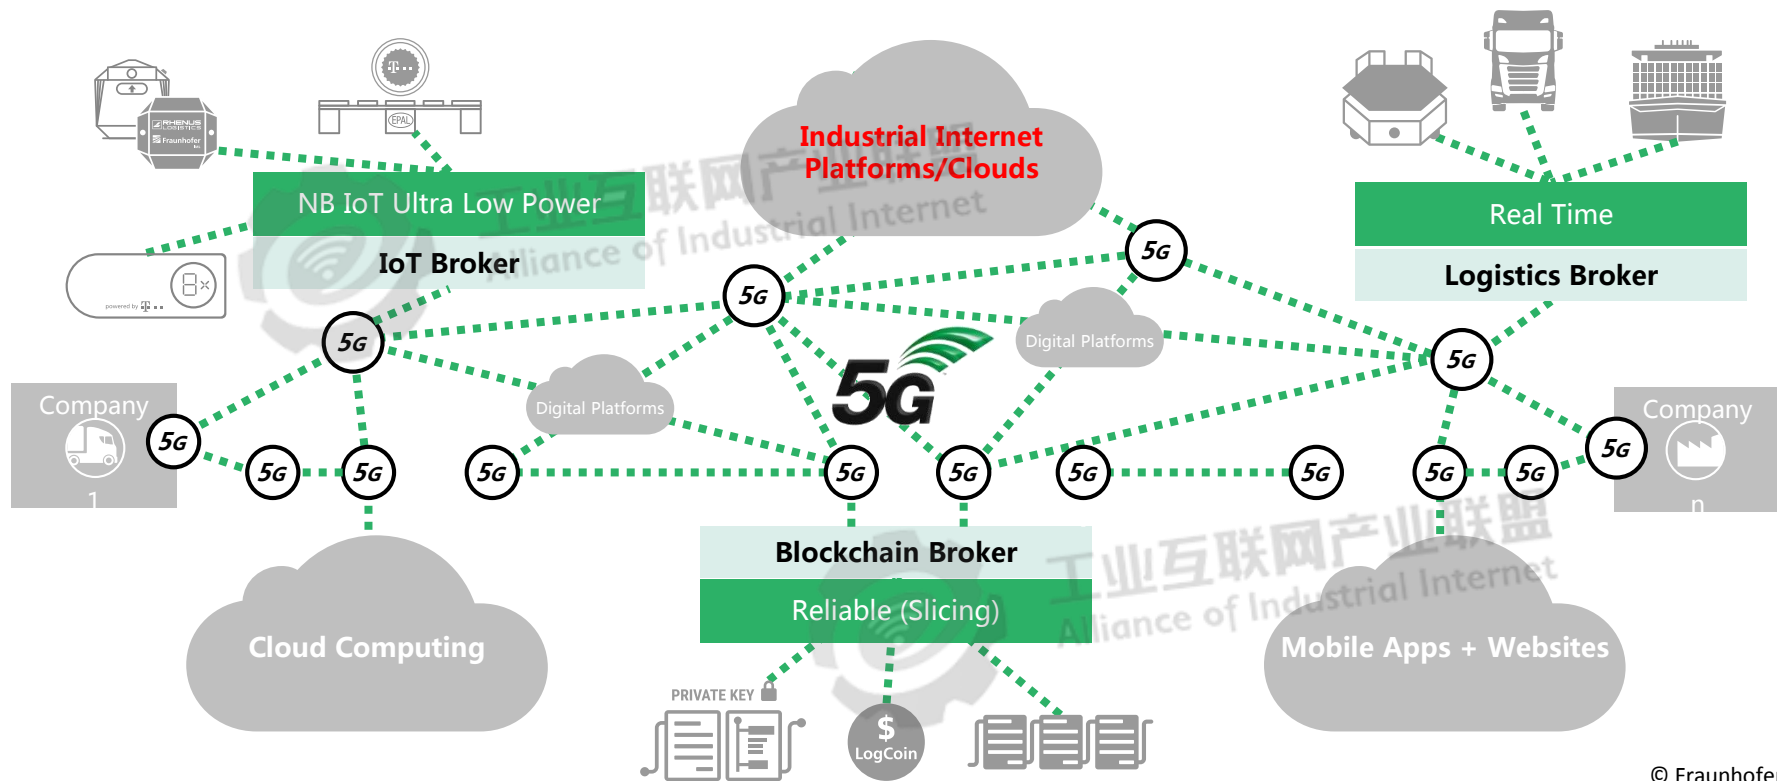 RHENUS
LOGISTICS
Fraunhofer
IML
T
EPAL
NB IoT Ultra Low Power
IoT Broker
powered by T
Industrial Internet
Platforms/Clouds
Real Time
Logistics Broker
工业互联网产业联盟
Alliance of Industrial Internet
5G
5G
5G
5G
Digital Platforms
Digital Platforms
5G
Company
1
Company
n
5G
5G
5G
5G
5G
5G
5G
5G
5G
5G
5G
5G
Blockchain Broker
Reliable (Slicing)
工业互联网产业联盟
Alliance of Industrial Internet
Cloud Computing
Mobile Apps + Websites
PRIVATE KEY
$
LogCoin
© Fraunhofer